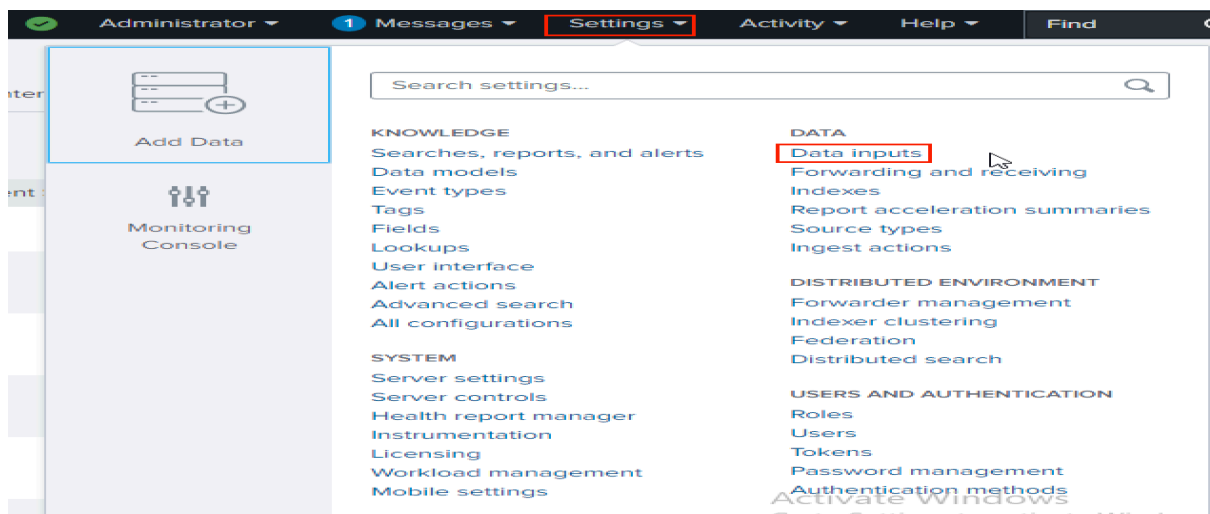 Administrator 1 Messages Settings Activity Help Find
Search settings...
Add Data
Monitoring
Console
KNOWLEDGE
Searches, reports, and alerts
Data models
Event types
Tags
Fields
Lookups
User interface
Alert actions
Advanced search
All configurations
SYSTEM
Server settings
Server controls
Health report manager
Instrumentation
Licensing
Workload management
Mobile settings
DATA
Data inputs
Forwarding and receiving
Indexes
Report acceleration summaries
Source types
Ingest actions
DISTRIBUTED ENVIRONMENT
Forwarder management
Indexer clustering
Federation
Distributed search
USERS AND AUTHENTICATION
Roles
Users
Tokens
Password management
Authentication methods
Activate Windows